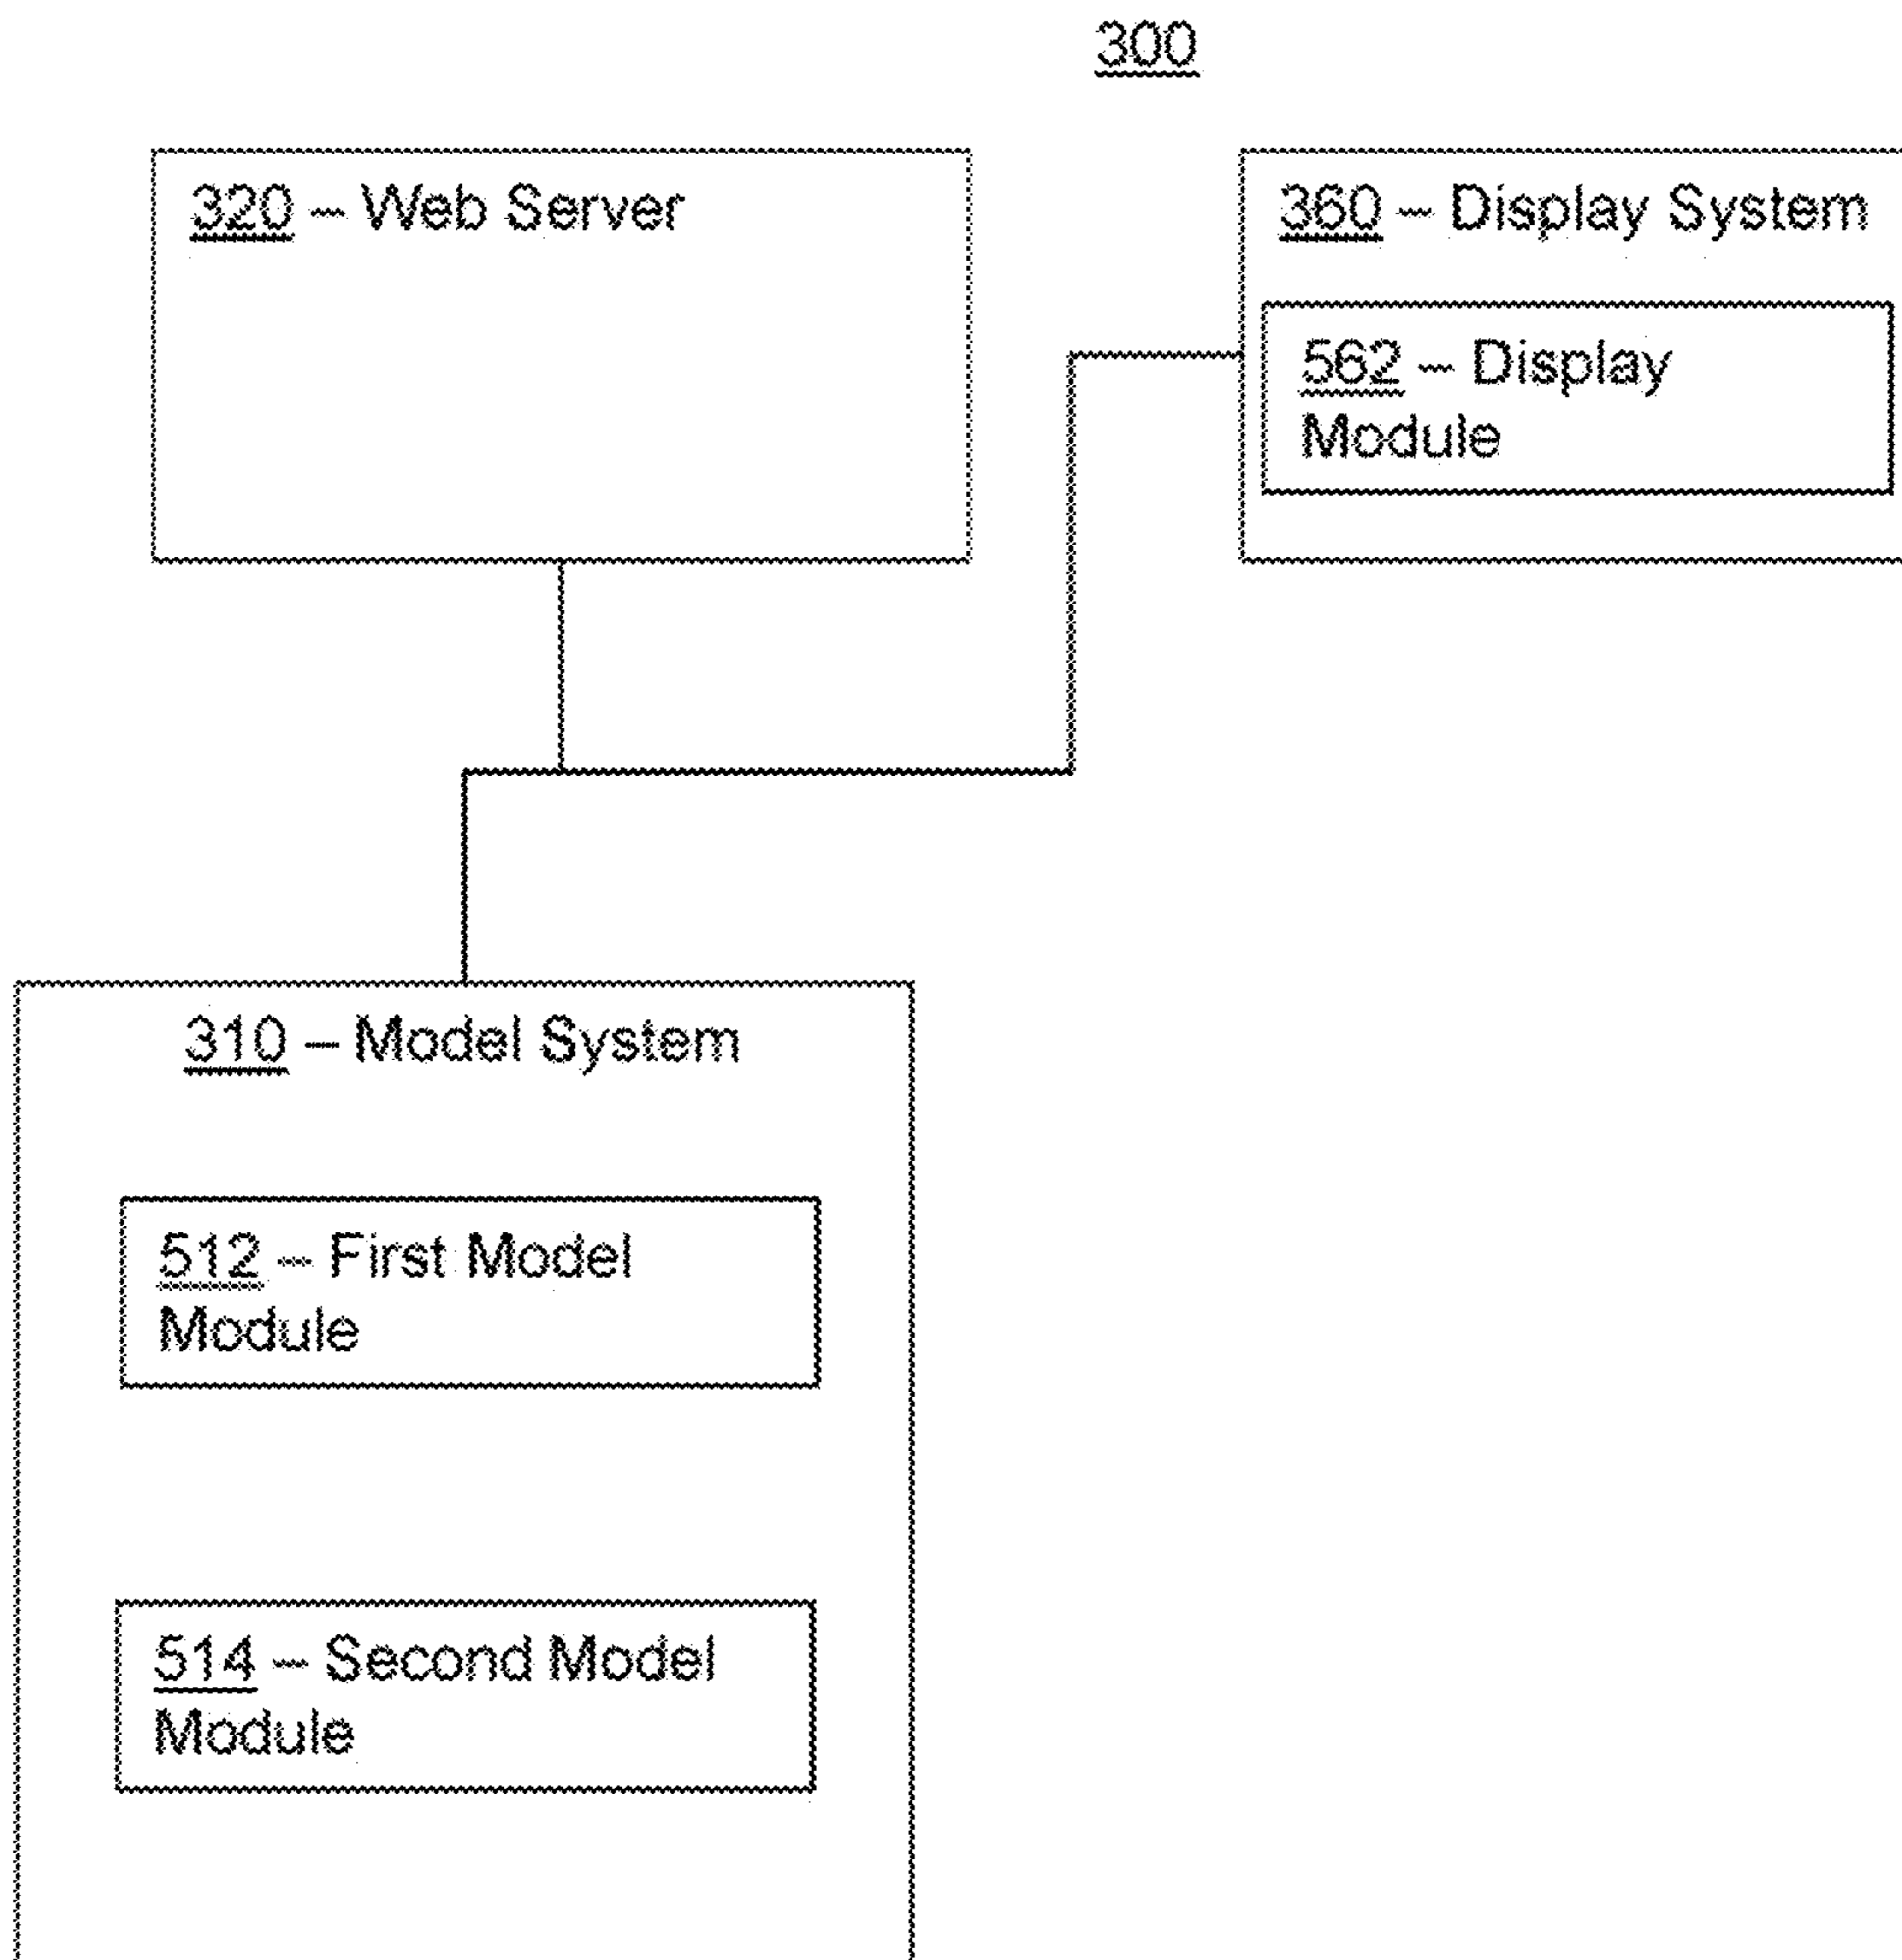 300
320 – Web Server
360 – Display System
562 – Display
Module
310 – Model System
512 – First Model
Module
514 – Second Model
Module